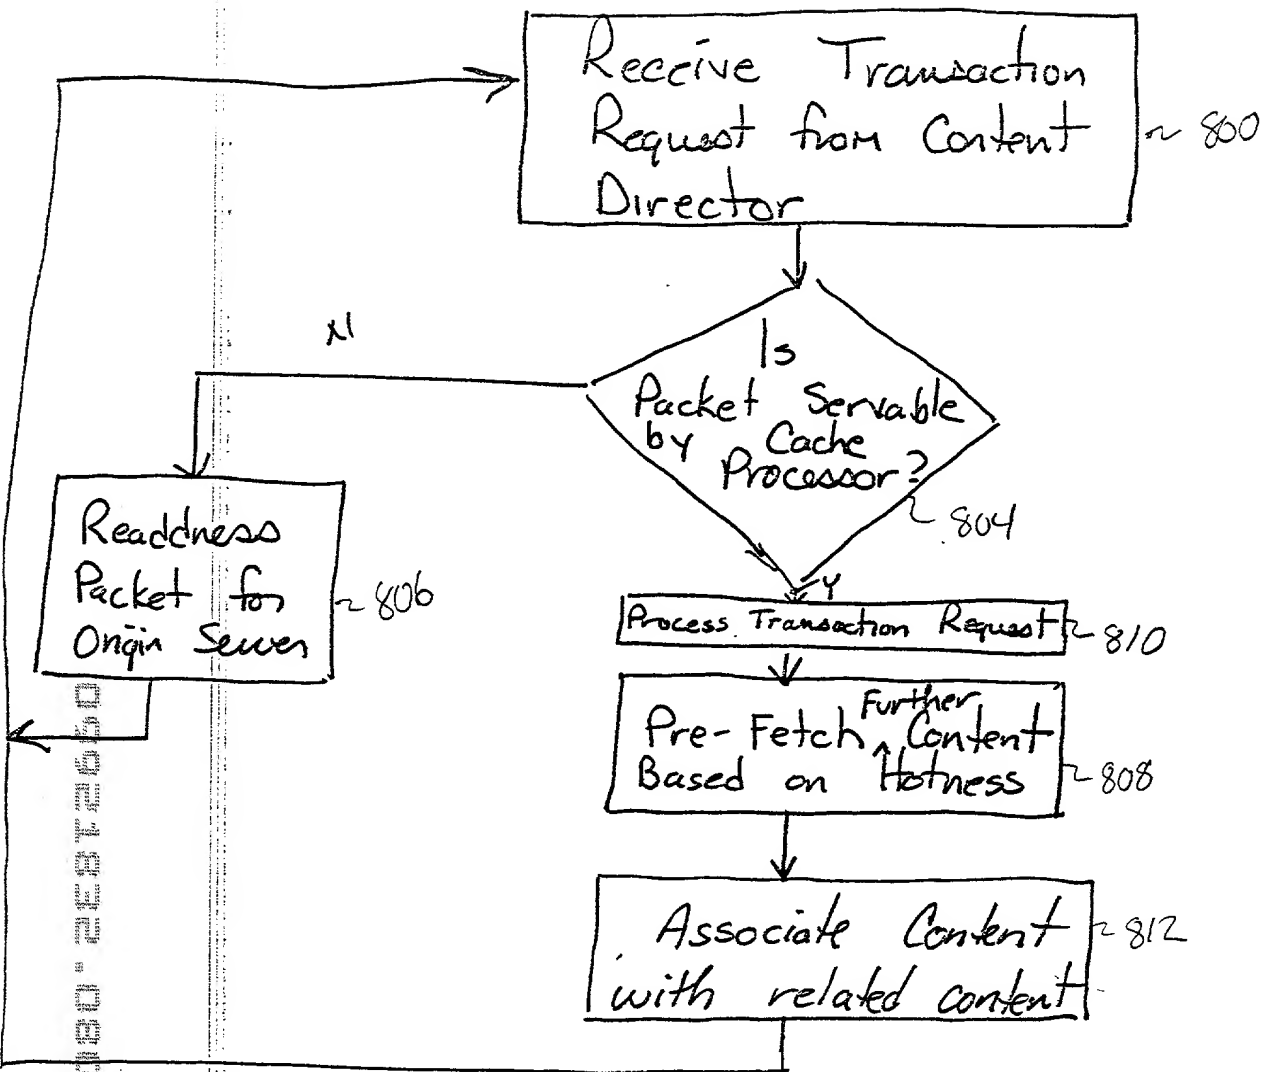 Receive Transaction
Request from Content
Director
~ 800
N
Is
Packet Servable
by Cache
Processor?
~ 804
Y
Readdress
Packet for
Origin Server
~ 806
Process Transaction Request
~ 810
Pre-Fetch ^ Further Content
Based on Hotness
~ 808
Associate Content
with related content
~ 812